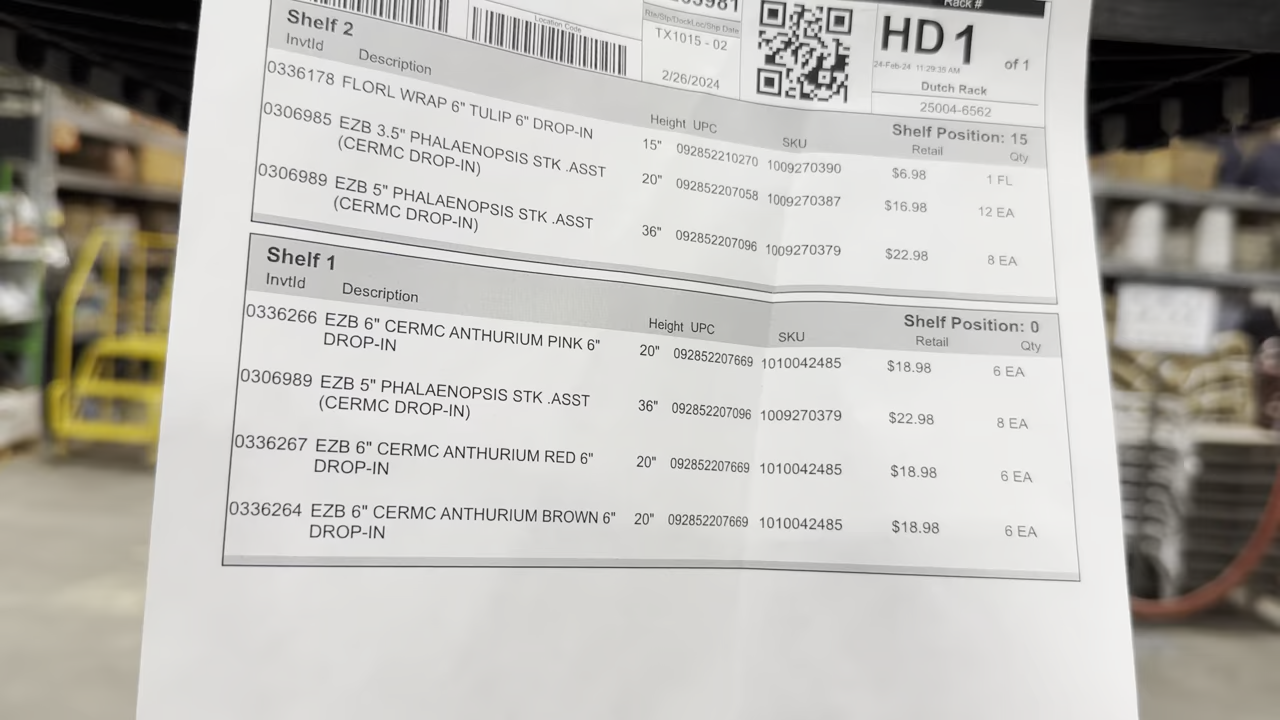 Rack #
Location Code
Rte/Stp/DockLoc/Shp Date
TX1015 - 02
2/26/2024
HD1 of 1
24-Feb-24 11:29:35 AM
Dutch Rack
25004-6562
Shelf 2
Shelf Position: 15
InvtId Description Height UPC SKU Retail Qty
0336178 FLORL WRAP 6" TULIP 6" DROP-IN 15" 092852210270 1009270390 $6.98 1 FL
0306985 EZB 3.5" PHALAENOPSIS STK .ASST 20" 092852207058 1009270387 $16.98 12 EA
(CERMC DROP-IN)
0306989 EZB 5" PHALAENOPSIS STK .ASST 36" 092852207096 1009270379 $22.98 8 EA
(CERMC DROP-IN)
Shelf 1
Shelf Position: 0
InvtId Description Height UPC SKU Retail Qty
0336266 EZB 6" CERMC ANTHURIUM PINK 6" 20" 092852207669 1010042485 $18.98 6 EA
DROP-IN
0306989 EZB 5" PHALAENOPSIS STK .ASST 36" 092852207096 1009270379 $22.98 8 EA
(CERMC DROP-IN)
0336267 EZB 6" CERMC ANTHURIUM RED 6" 20" 092852207669 1010042485 $18.98 6 EA
DROP-IN
0336264 EZB 6" CERMC ANTHURIUM BROWN 6" 20" 092852207669 1010042485 $18.98 6 EA
DROP-IN